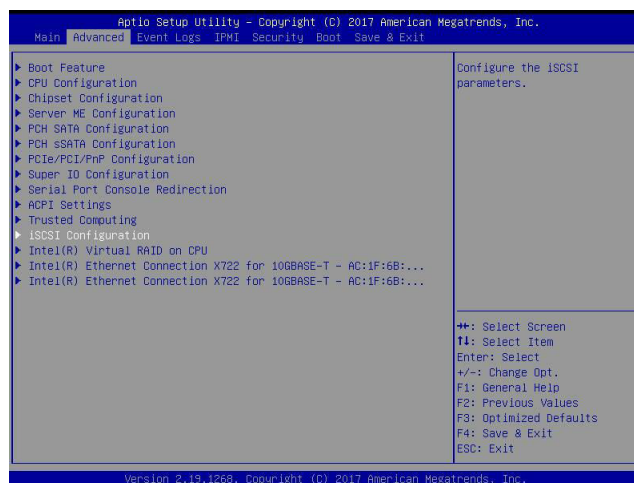 Aptio Setup Utility – Copyright (C) 2017 American Megatrends, Inc.
Main Advanced Event Logs IPMI Security Boot Save & Exit
Boot Feature
CPU Configuration
Chipset Configuration
Server ME Configuration
PCH SATA Configuration
PCH sSATA Configuration
PCIe/PCI/PnP Configuration
Super IO Configuration
Serial Port Console Redirection
ACPI Settings
Trusted Computing
iSCSI Configuration
Intel(R) Virtual RAID on CPU
Intel(R) Ethernet Connection X722 for 10GBASE-T – AC:1F:6B:...
Intel(R) Ethernet Connection X722 for 10GBASE-T – AC:1F:6B:...
Configure the iSCSI
parameters.
→←: Select Screen
↑↓: Select Item
Enter: Select
+/-: Change Opt.
F1: General Help
F2: Previous Values
F3: Optimized Defaults
F4: Save & Exit
ESC: Exit
Version 2.19.1268. Copyright (C) 2017 American Megatrends, Inc.